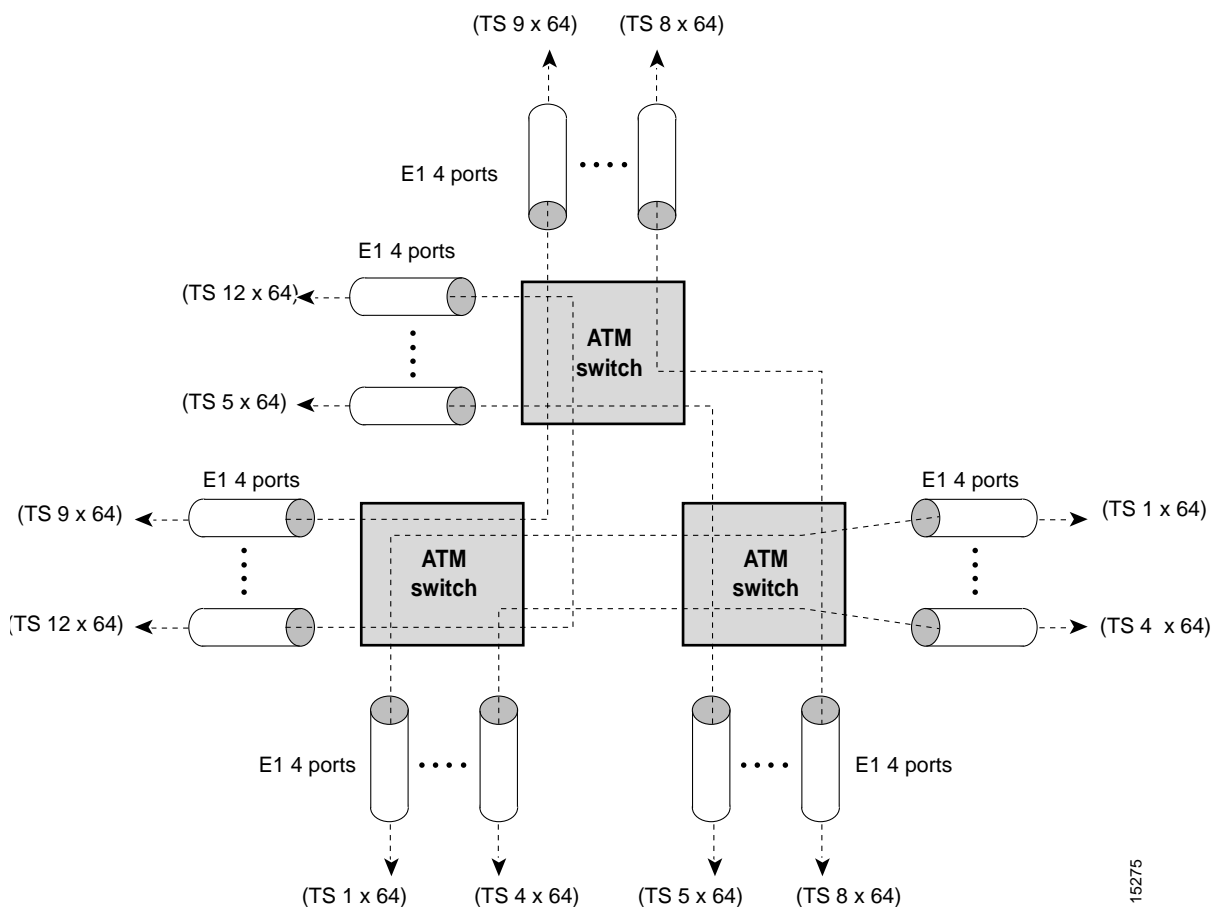 (TS 9 x 64)
(TS 8 x 64)
E1 4 ports
E1 4 ports
(TS 12 x 64)
ATM
switch
(TS 5 x 64)
E1 4 ports
E1 4 ports
(TS 9 x 64)
(TS 1 x 64)
ATM
switch
ATM
switch
(TS 12 x 64)
(TS 4 x 64)
E1 4 ports
E1 4 ports
(TS 1 x 64)
(TS 4 x 64)
(TS 5 x 64)
(TS 8 x 64)
15275